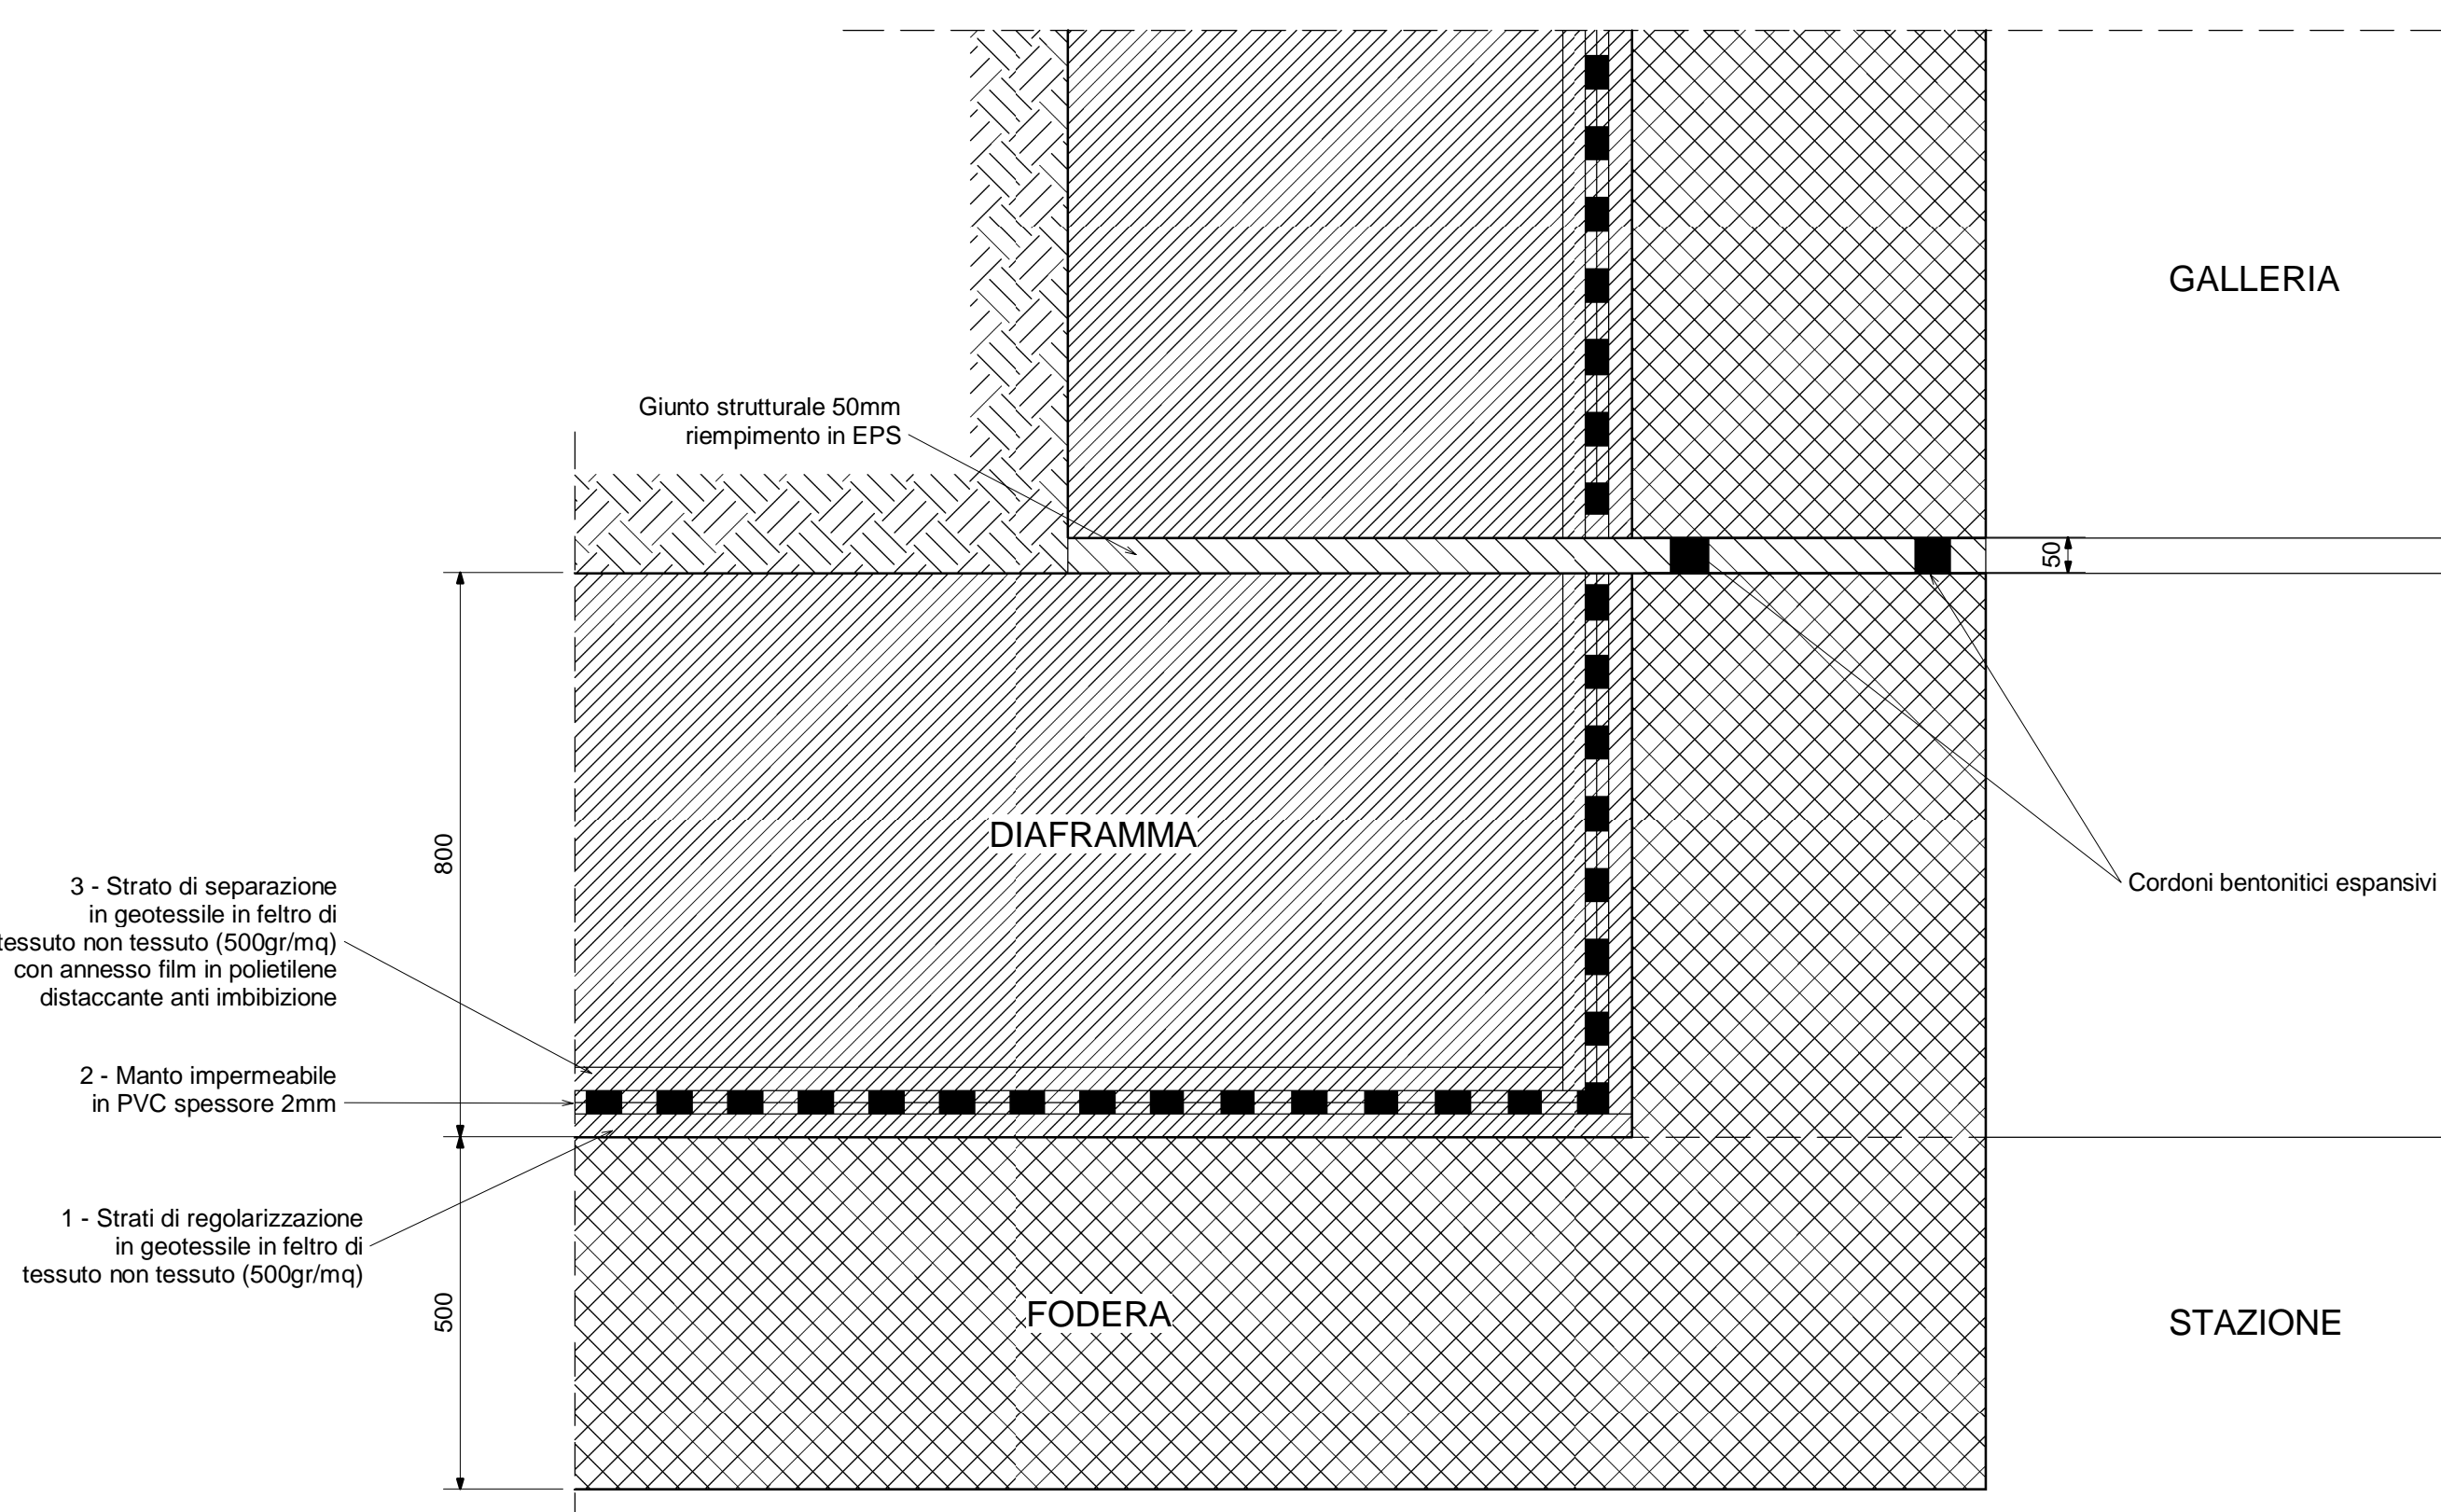 GALLERIA
Giunto strutturale 50mm
riempimento in EPS
50
800
DIAFRAMMA
3 - Strato di separazione
in geotessile in feltro di
tessuto non tessuto (500gr/mq)
con annesso film in polietilene
distaccante anti imbibizione
Cordoni bentonitici espansivi
2 - Manto impermeabile
in PVC spessore 2mm
1 - Strati di regolarizzazione
in geotessile in feltro di
tessuto non tessuto (500gr/mq)
500
FODERA
STAZIONE